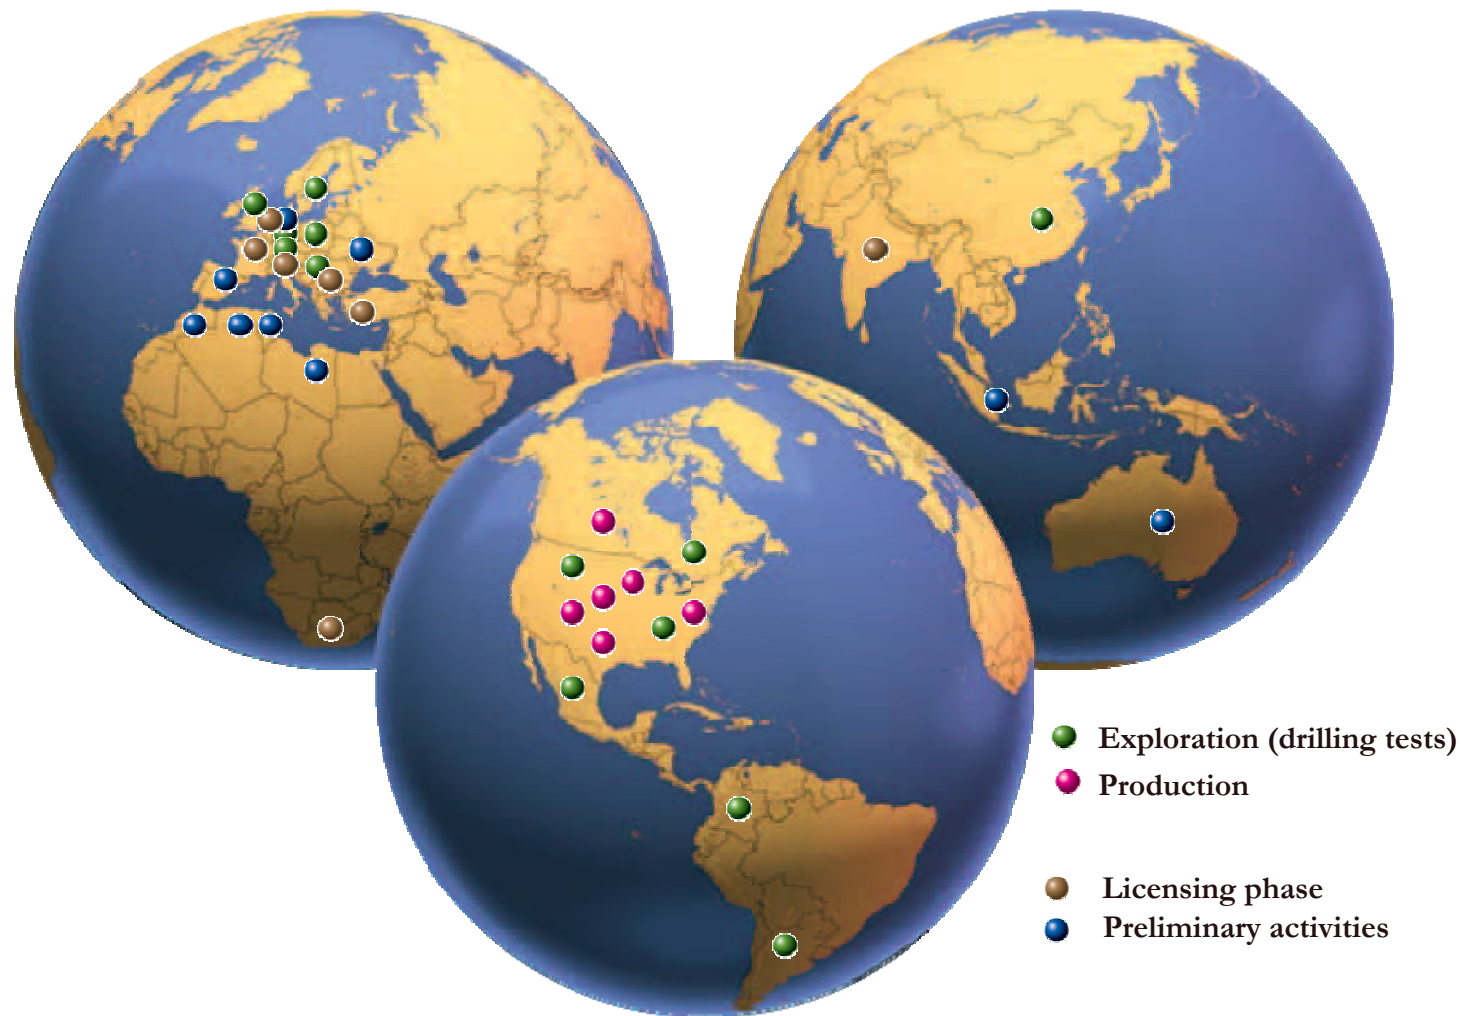 Exploration (drilling tests)
Production
Licensing phase
Preliminary activities